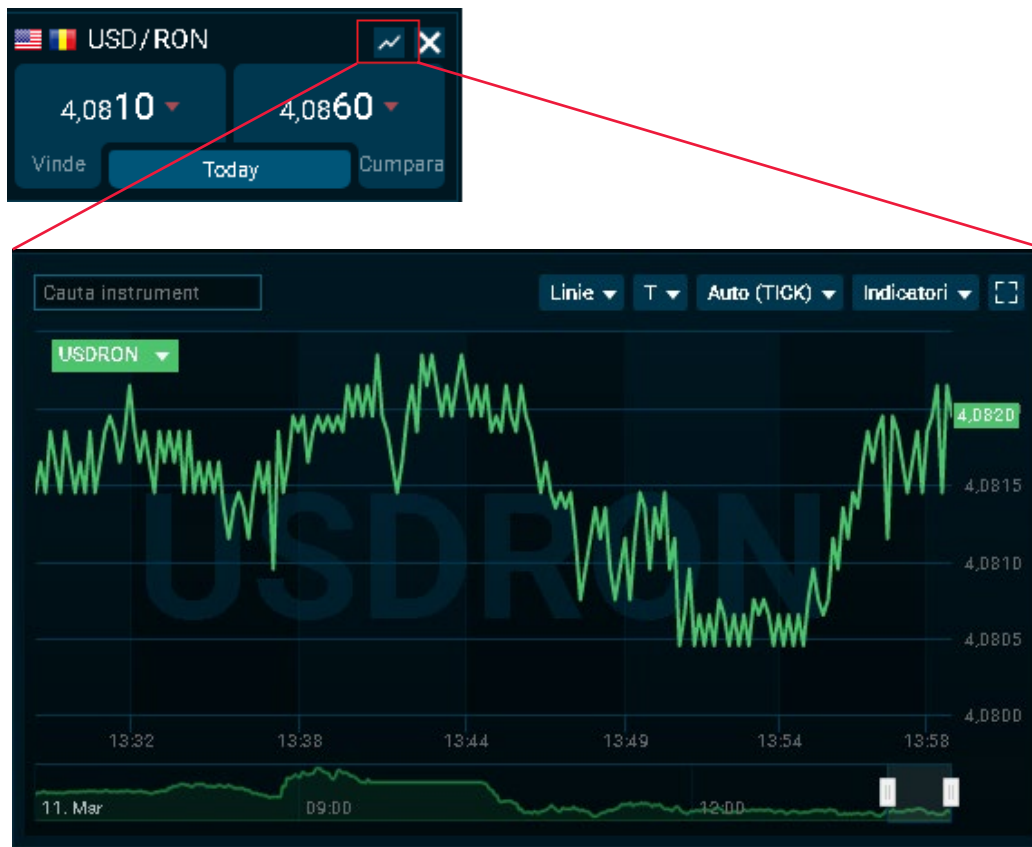 USD/RON
4,0810 4,0860
Vinde Today Cumpara
Cauta instrument Linie T Auto (TICK) Indicatori
USDRON
USDRON
4,0820
4,0815
4,0810
4,0805
4,0800
13:32 13:38 13:44 13:49 13:54 13:58
11. Mar 09:00 12:00